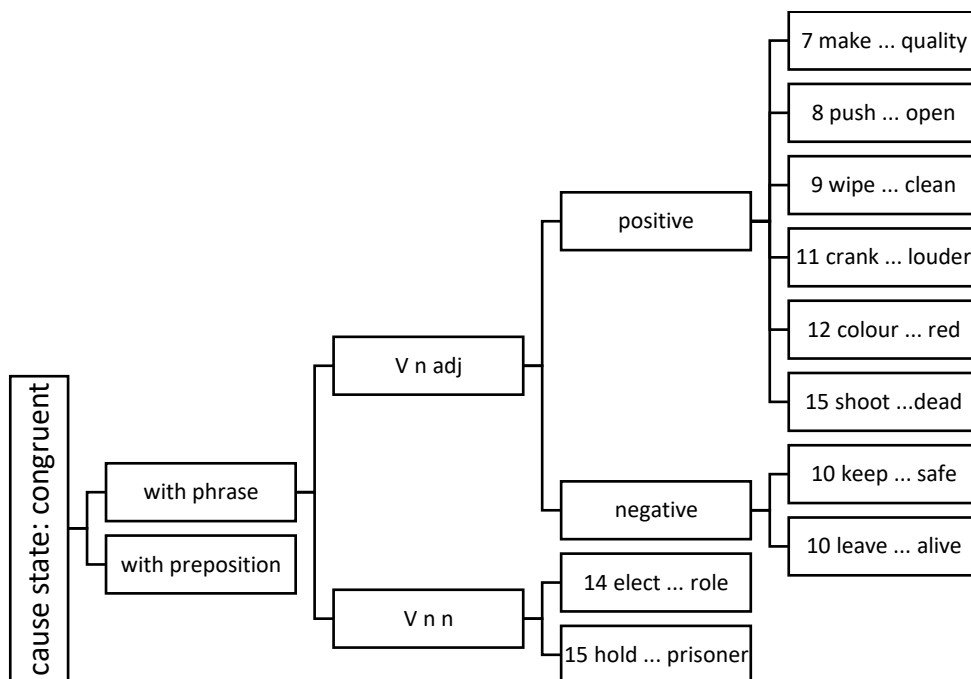 cause state: congruent
with phrase
with preposition
V n adj
V n n
positive
negative
14 elect ... role
15 hold ... prisoner
7 make ... quality
8 push ... open
9 wipe ... clean
11 crank ... louder
12 colour ... red
15 shoot ...dead
10 keep ... safe
10 leave ... alive